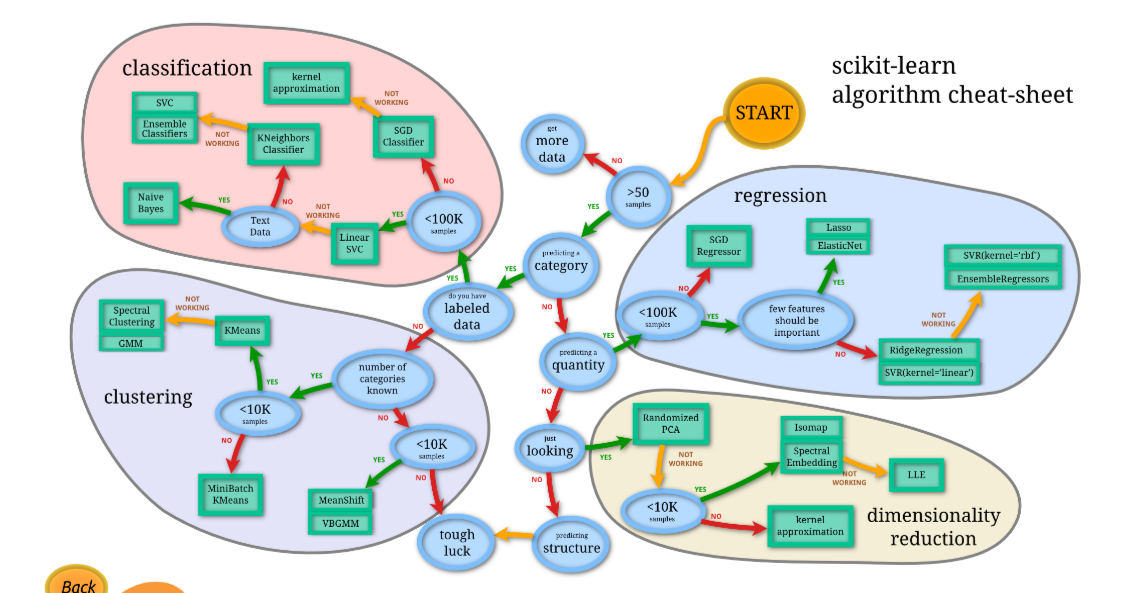 scikit-learn
algorithm cheat-sheet
START
classification
kernel
approximation
NOT
WORKING
SVC
Ensemble
Classifiers
NOT
WORKING
KNeighbors
Classifier
SGD
Classifier
NO
Naive
Bayes
YES
NO
Text
Data
NOT
WORKING
Linear
SVC
YES
<100K
samples
get
more
data
NO
>50
samples
YES
predicting a
category
YES
NO
do you have
labeled
data
YES
NO
predicting a
quantity
YES
NO
just
looking
YES
NO
predicting
structure
tough
luck
regression
SGD
Regressor
NO
<100K
samples
YES
Lasso
ElasticNet
YES
few features
should be
important
NO
SVR(kernel='rbf')
EnsembleRegressors
NOT
WORKING
RidgeRegression
SVR(kernel='linear')
clustering
Spectral
Clustering
GMM
NOT
WORKING
KMeans
YES
<10K
samples
NO
MiniBatch
KMeans
YES
number of
categories
known
NO
<10K
samples
YES
NO
MeanShift
VBGMM
dimensionality
reduction
Randomized
PCA
NOT
WORKING
<10K
samples
YES
NO
Isomap
Spectral
Embedding
NOT
WORKING
LLE
kernel
approximation
Back